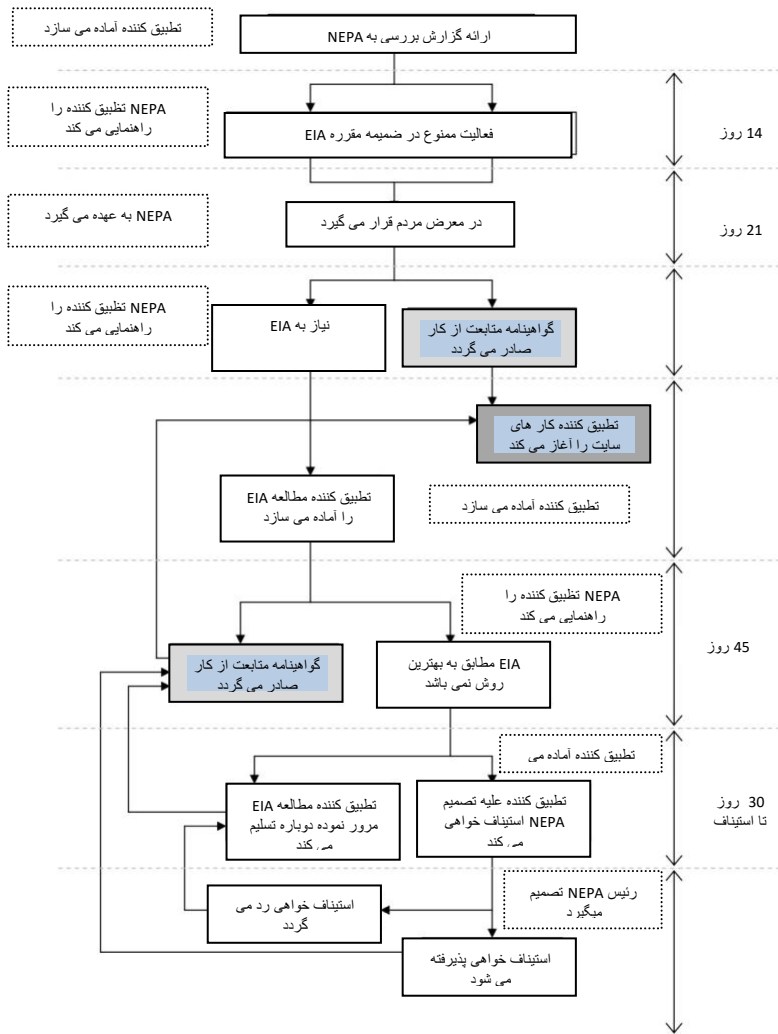 تطبیق کننده آماده می سازد
ارائه گزارش بررسی به NEPA
NEPA تظبیق کننده را
راهنمایی می کند
فعالیت ممنوع در ضمیمه مقرره EIA
14 روز
NEPA به عهده می گیرد
در معرض مردم قرار می گیرد
21 روز
NEPA تظبیق کننده را
راهنمایی می کند
نیاز به EIA
گواهینامه متابعت از کار
صادر می گردد
تطبیق کننده کار های
سایت را آغاز می کند
تطبیق کننده مطالعه EIA
را آماده می سازد
تطبیق کننده آماده می سازد
NEPA تظبیق کننده را
راهنمایی می کند
45 روز
گواهینامه متابعت از کار
صادر می گردد
EIA مطابق به بهترین
روش نمی باشد
تطبیق کننده آماده می
30 روز
تا استیناف
تطبیق کننده مطالعه EIA
مرور نموده دوباره تسلیم
می کند
تطبیق کننده علیه تصمیم
NEPA استیناف خواهی
می کند
رئیس NEPA تصمیم
میگیرد
استیناف خواهی رد می
گردد
استیناف خواهی پذیرفته
می شود